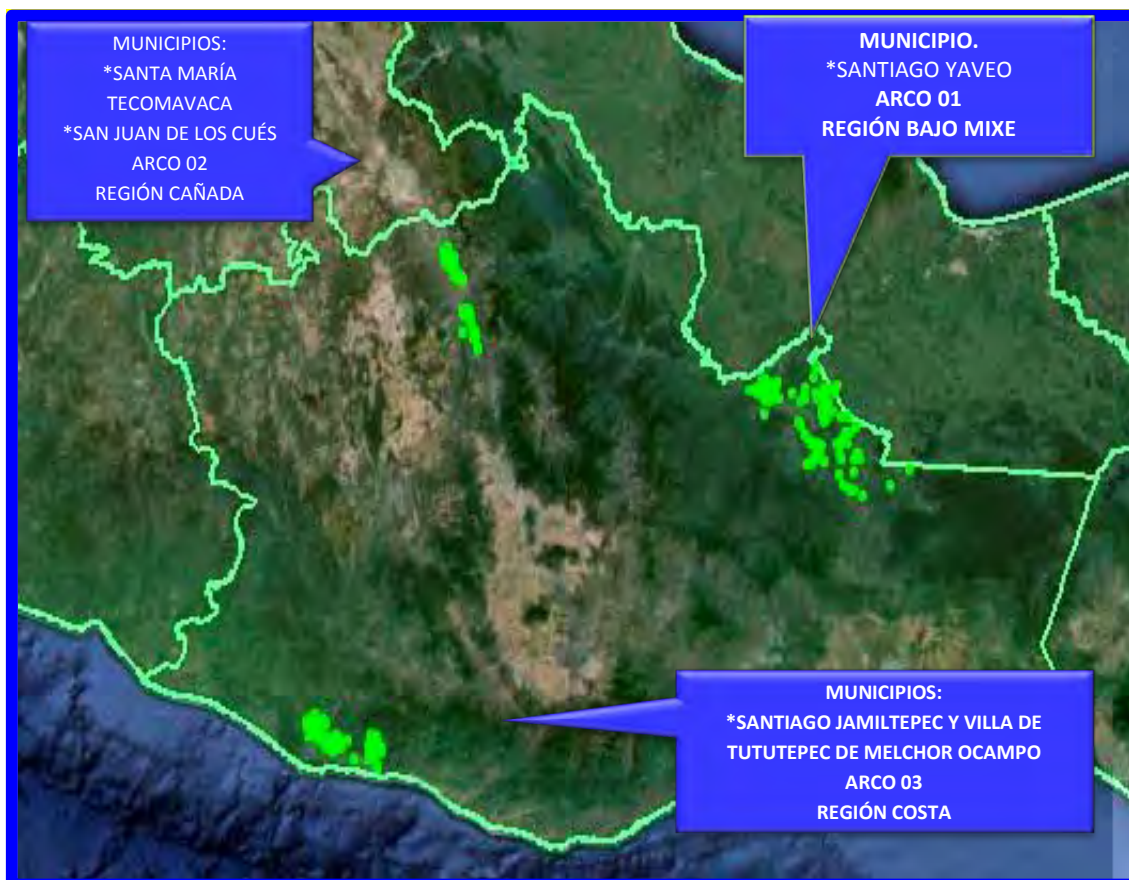 MUNICIPIOS:
*SANTA MARÍA
TECOMAVACA
*SAN JUAN DE LOS CUÉS
ARCO 02
REGIÓN CAÑADA
MUNICIPIO.
*SANTIAGO YAVEO
ARCO 01
REGIÓN BAJO MIXE
MUNICIPIOS:
*SANTIAGO JAMILTEPEC Y VILLA DE
TUTUTEPEC DE MELCHOR OCAMPO
ARCO 03
REGIÓN COSTA